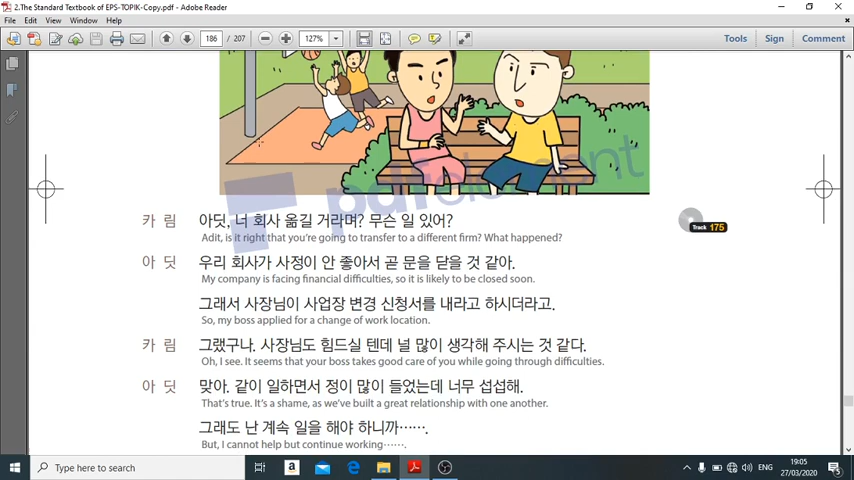 2.The Standard Textbook of EPS-TOPIK-Copy.pdf - Adobe Reader
File Edit View Window Help
186 / 207 127% Tools Sign Comment
pdfelement
카 림 아딧, 너 회사 옮길 거라며? 무슨 일 있어?
Adit, is it right that you're going to transfer to a different firm? What happened?
Track 175
아 딧 우리 회사가 사정이 안 좋아서 곧 문을 닫을 것 같아.
My company is facing financial difficulties, so it is likely to be closed soon.
그래서 사장님이 사업장 변경 신청서를 내라고 하시더라고.
So, my boss applied for a change of work location.
카 림 그랬구나. 사장님도 힘드실 텐데 널 많이 생각해 주시는 것 같다.
Oh, I see. It seems that your boss takes good care of you while going through difficulties.
아 딧 맞아. 같이 일하면서 정이 많이 들었는데 너무 섭섭해.
That's true. It's a shame, as we've built a great relationship with one another.
그래도 난 계속 일을 해야 하니까…….
But, I cannot help but continue working…….
Type here to search
a
ENG
19:05
27/03/2020
5